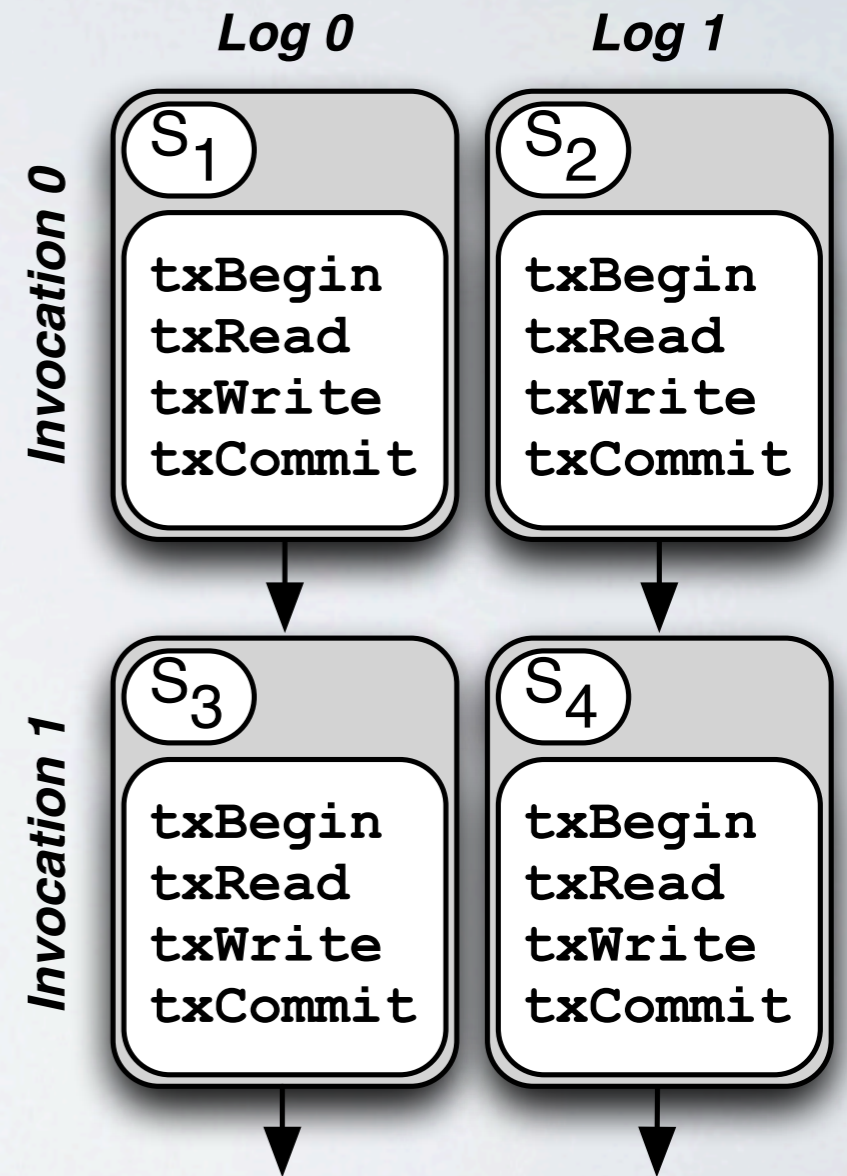 Log 0 Log 1
Invocation 0
S1
txBegin
txRead
txWrite
txCommit
S2
txBegin
txRead
txWrite
txCommit
Invocation 1
S3
txBegin
txRead
txWrite
txCommit
S4
txBegin
txRead
txWrite
txCommit